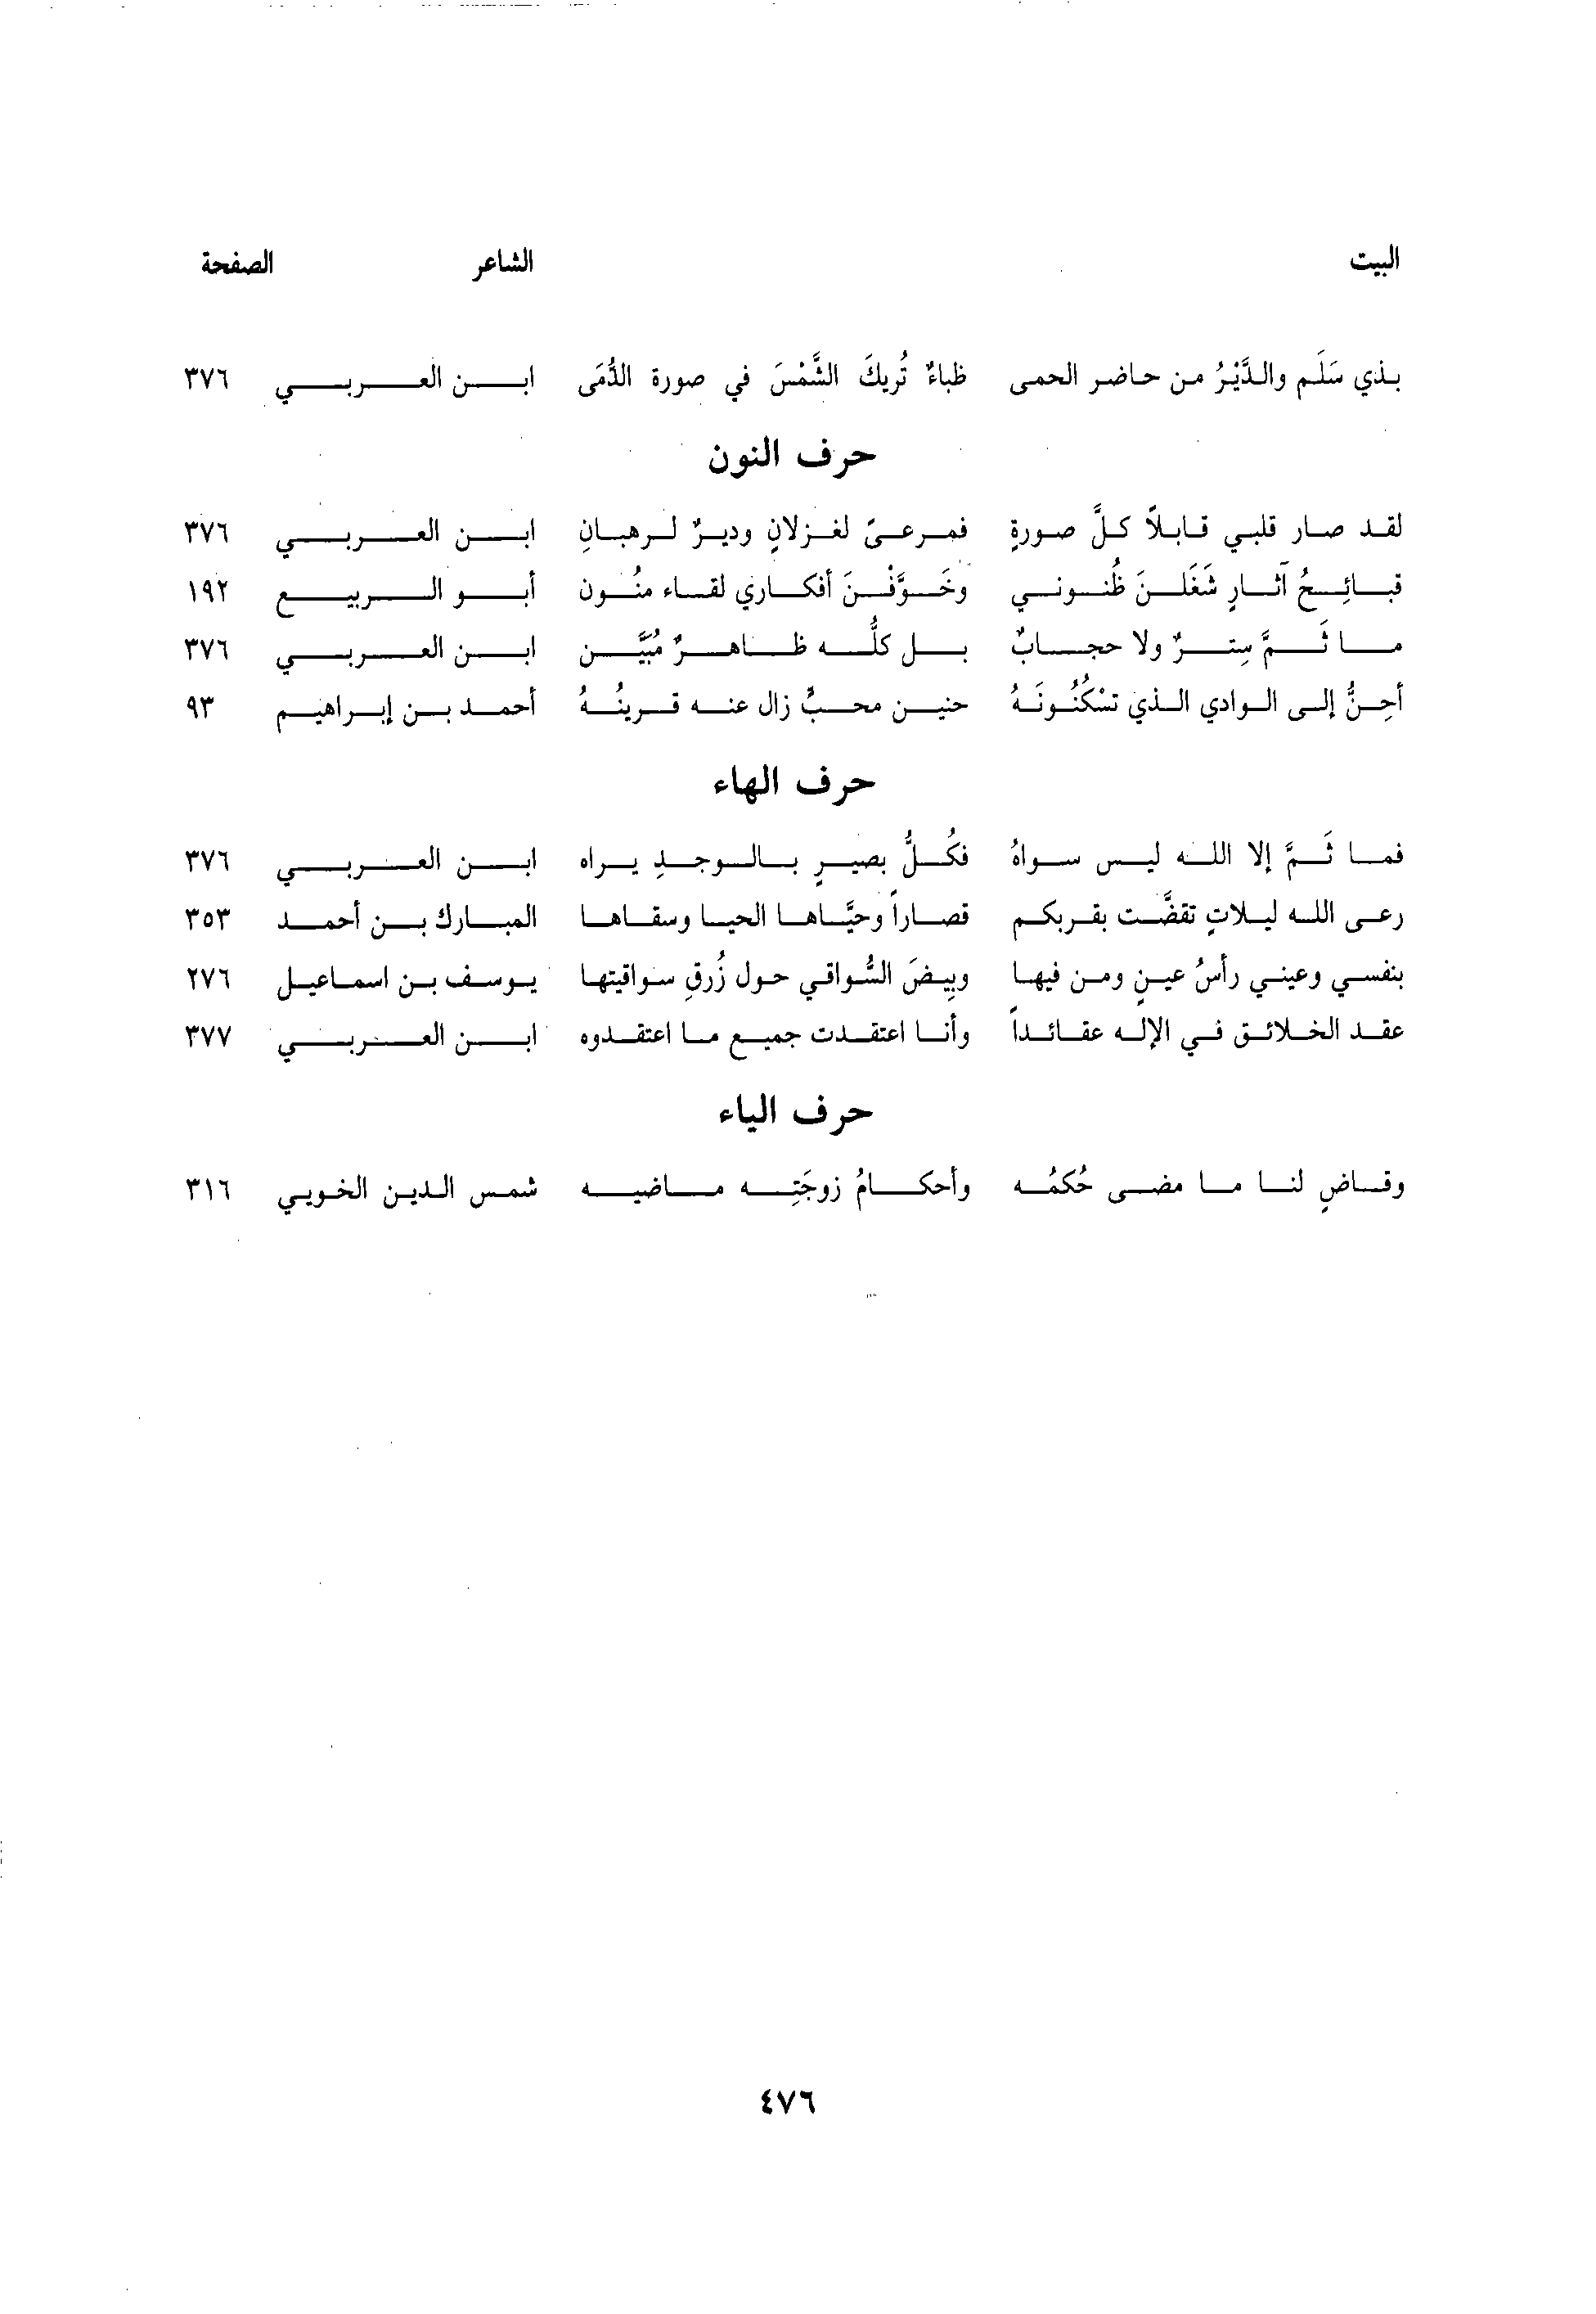 البيت الشاعر الصفحة
بذي سَلَم والدَّيْرُ من حاضر الحمى ظباءٌ تُريكَ الشَّمْسَ في صورة الدُّمَى ابن العربي ٣٧٦
حرف النون
لقد صار قلبي قابلاً كلَّ صورةٍ فمرعىً لغزلانٍ وديرٌ لرهبانِ ابن العربي ٣٧٦
قبائِحُ آثارٍ شَغَلنَ ظُنوني وخَوَّفْنَ أفكاري لقاء منُون أبو الربيع ١٩٢
ما ثَمَّ سِترٌ ولا حجابٌ بل كلُّه ظاهرٌ مُبَيَّن ابن العربي ٣٧٦
أحِنُّ إلى الوادي الذي تسْكُنُونَهُ حنين محبٌّ زال عنه قرينُهُ أحمد بن إبراهيم ٩٣
حرف الهاء
فما ثَمَّ إلا الله ليس سواهُ فكُلُّ بصيرٍ بالوجدِ يراه ابن العربي ٣٧٦
رعى الله ليلاتٍ تقضَّت بقربكم قصاراً وحيَّاها الحيا وسقاها المبارك بن أحمد ٣٥٣
بنفسي وعيني رأسُ عينٍ ومن فيها وبِيضَ السُّواقي حول زُرقِ سواقيتها يوسف بن اسماعيل ٢٧٦
عقد الخلائق في الإله عقائداً وأنا اعتقدت جميع ما اعتقدوه ابن العربي ٣٧٧
حرف الياء
وقاضٍ لنا ما مضى حُكمُه وأحكامُ زوجَتِه ماضيه شمس الدين الخويي ٣١٦
٤٧٦